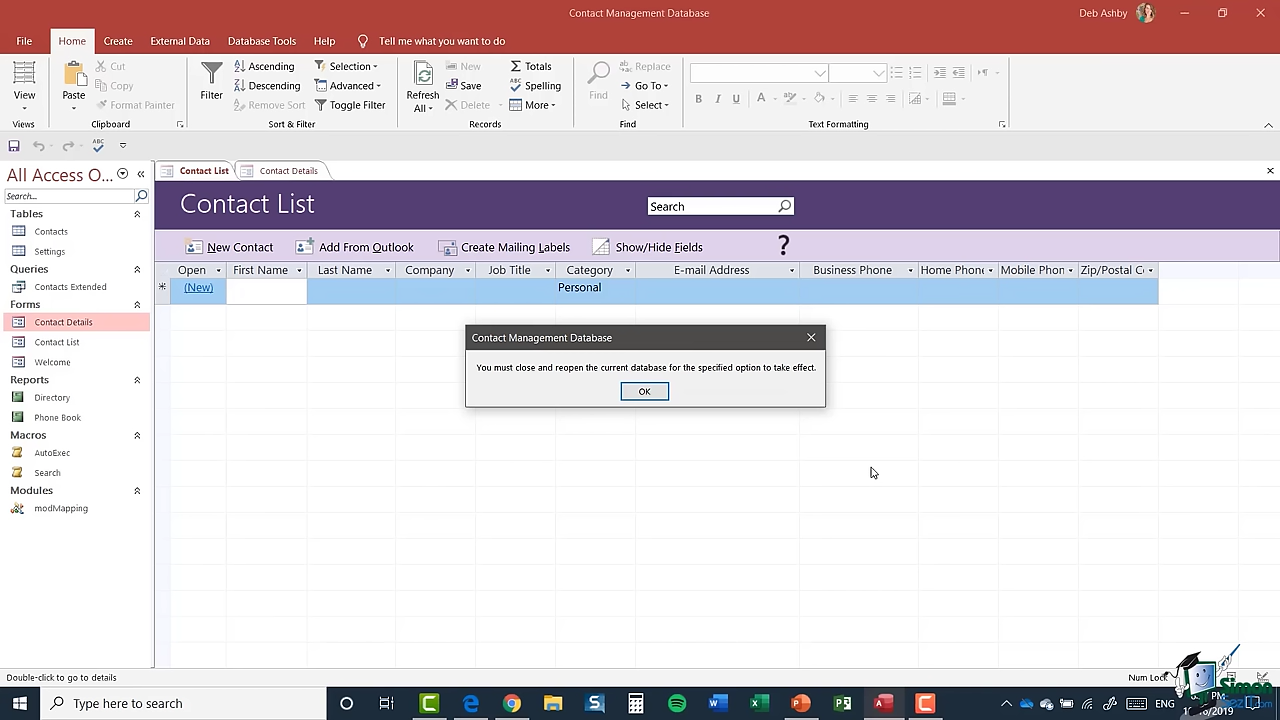 Contact Management Database
Deb Ashby
File Home Create External Data Database Tools Help Tell me what you want to do
View
Views
Paste
Cut
Copy
Format Painter
Clipboard
Filter
Ascending
Descending
Remove Sort
Selection
Advanced
Toggle Filter
Sort & Filter
Refresh
All
New
Save
Delete
Totals
Spelling
More
Records
Find
Replace
Go To
Select
Find
B I U A
Text Formatting
All Access O...
Search...
Tables
Contacts
Settings
Queries
Contacts Extended
Forms
Contact Details
Contact List
Welcome
Reports
Directory
Phone Book
Macros
AutoExec
Search
Modules
modMapping
Contact List Contact Details
Contact List
Search
New Contact Add From Outlook Create Mailing Labels Show/Hide Fields ?
Open First Name Last Name Company Job Title Category E-mail Address Business Phone Home Phone Mobile Phon Zip/Postal C
* (New) Personal
Contact Management Database
You must close and reopen the current database for the specified option to take effect.
OK
Double-click to go to details
Num Lock
Type here to search
ENG
PM
/2019
Simon